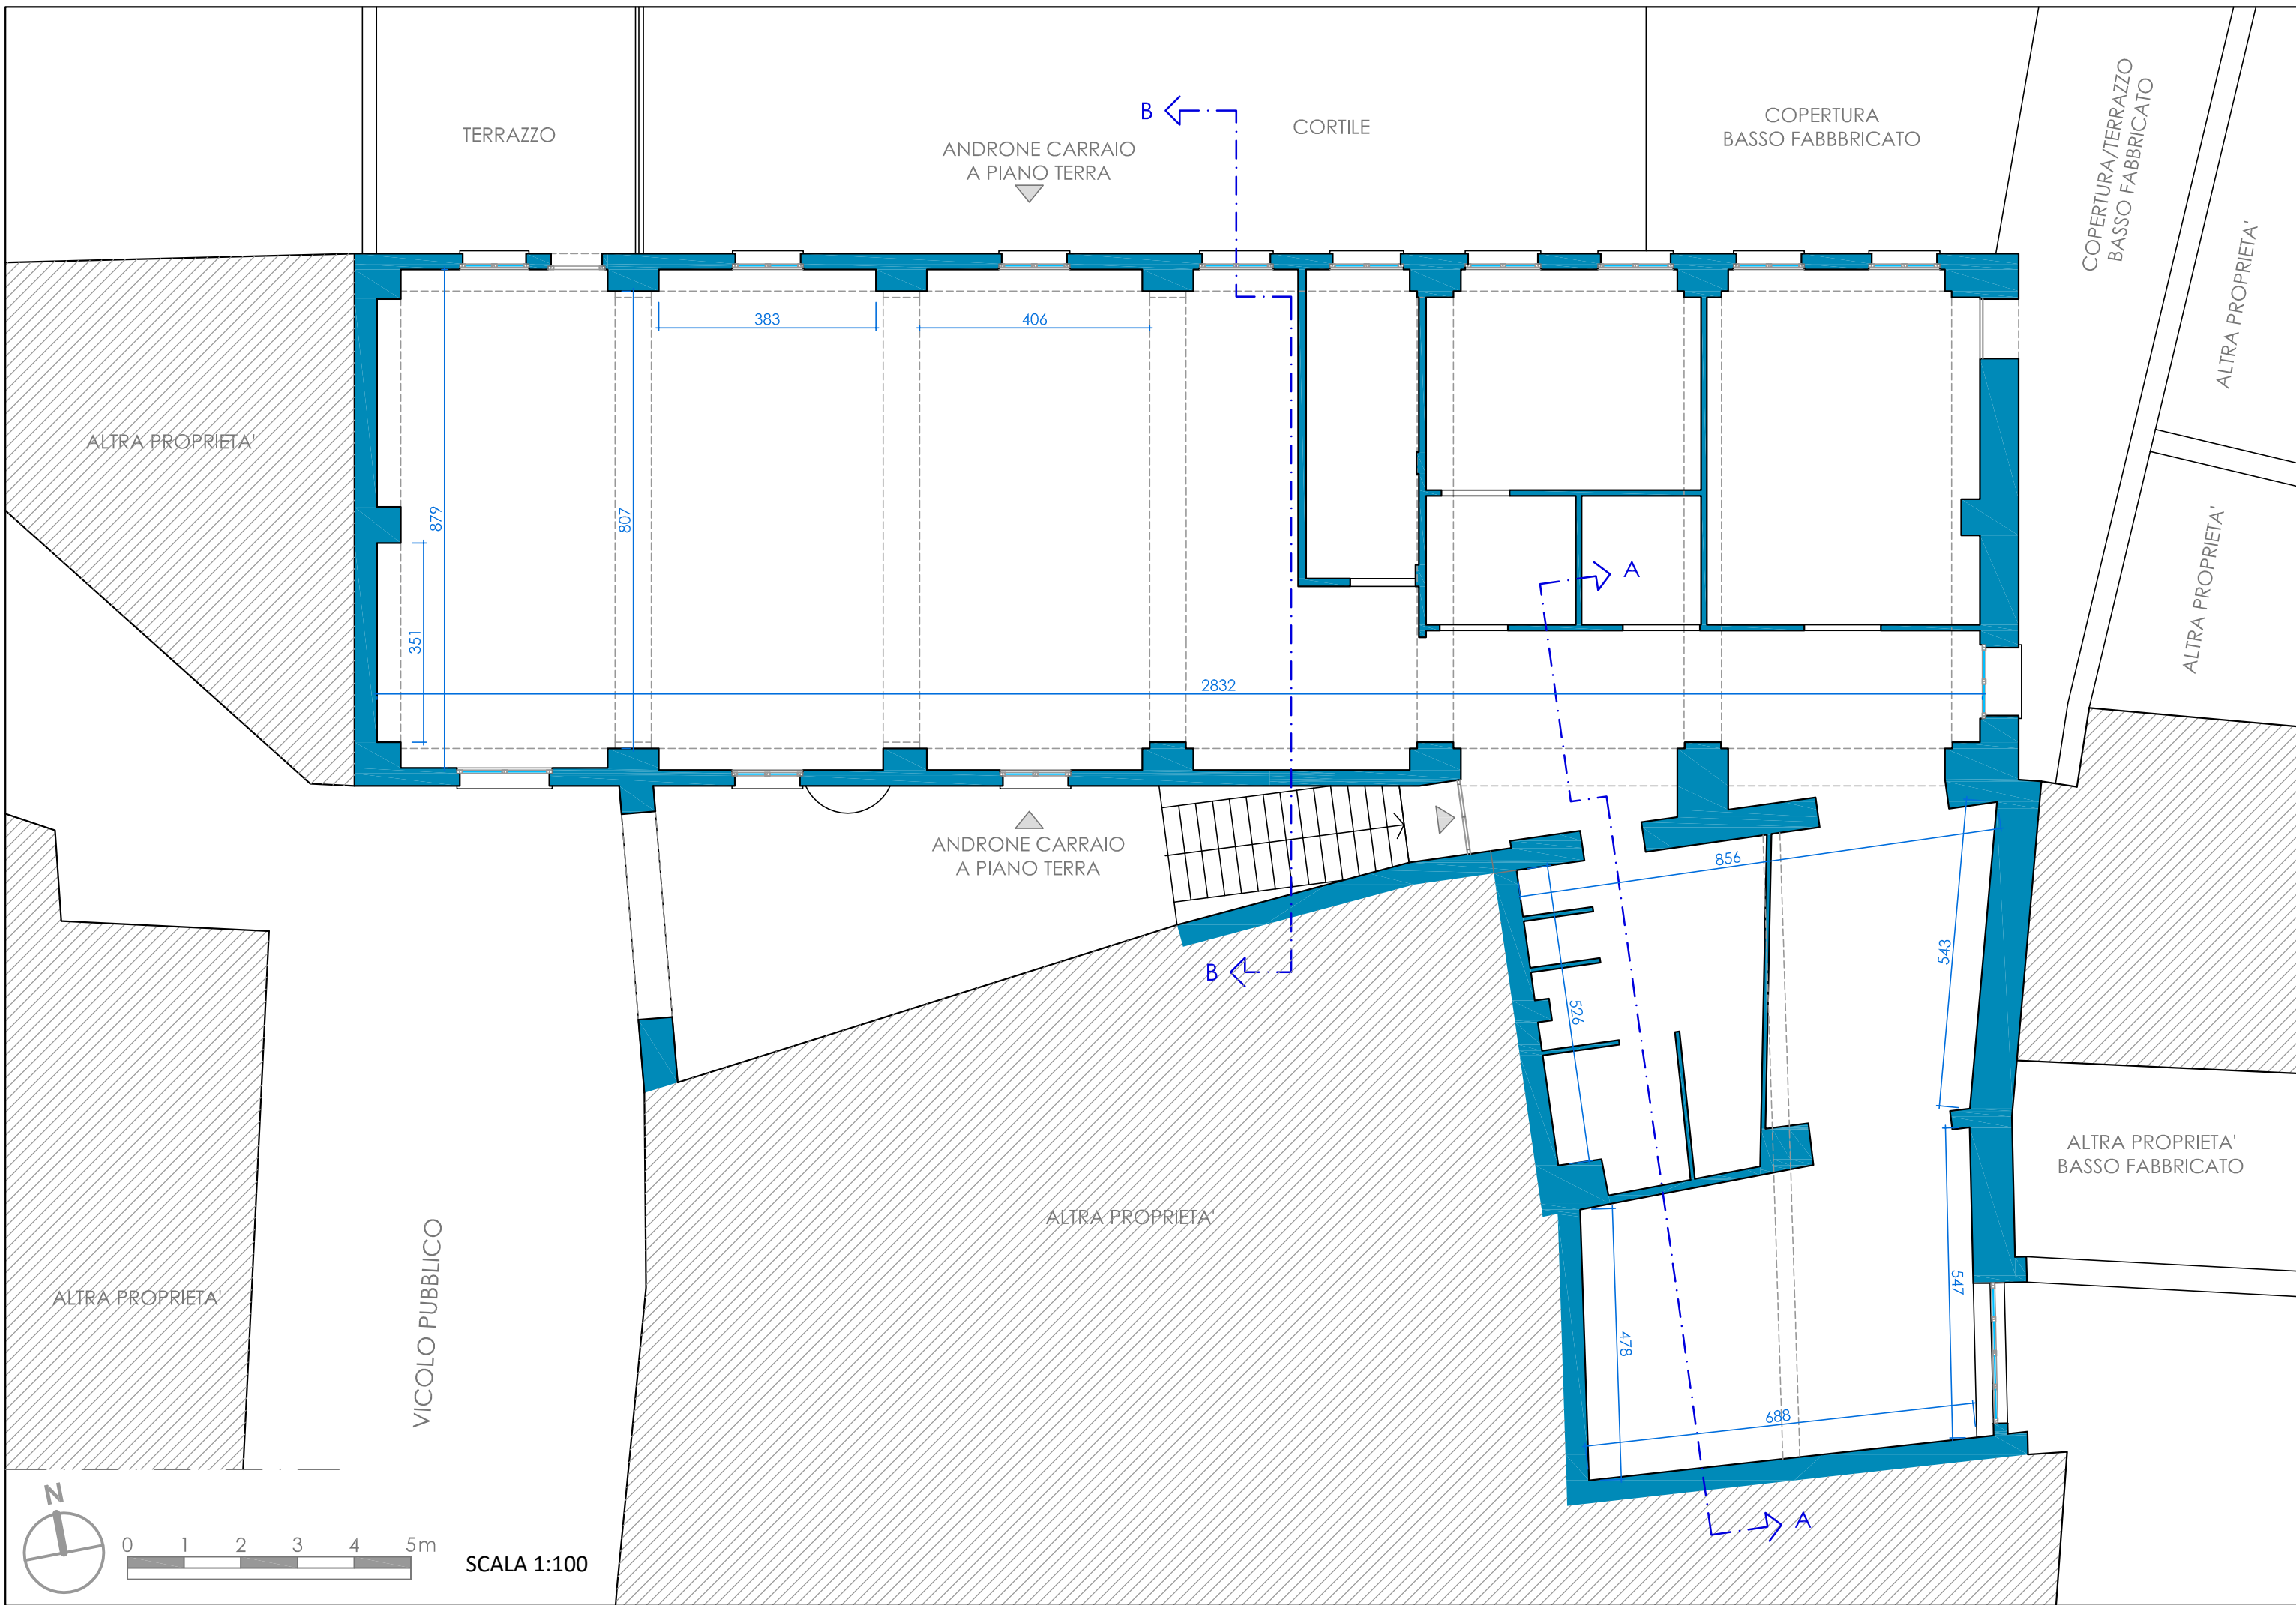 TERRAZZO
B
CORTILE
ANDRONE CARRAIO
A PIANO TERRA
COPERTURA
BASSO FABBBRICATO
COPERTURA/TERRAZZO
BASSO FABBRICATO
ALTRA PROPRIETA'
383
406
ALTRA PROPRIETA'
879
807
351
A
ALTRA PROPRIETA'
2832
ANDRONE CARRAIO
A PIANO TERRA
856
B
543
526
ALTRA PROPRIETA'
BASSO FABBRICATO
ALTRA PROPRIETA'
ALTRA PROPRIETA'
VICOLO PUBBLICO
547
478
688
A
N
0 1 2 3 4 5m
SCALA 1:100